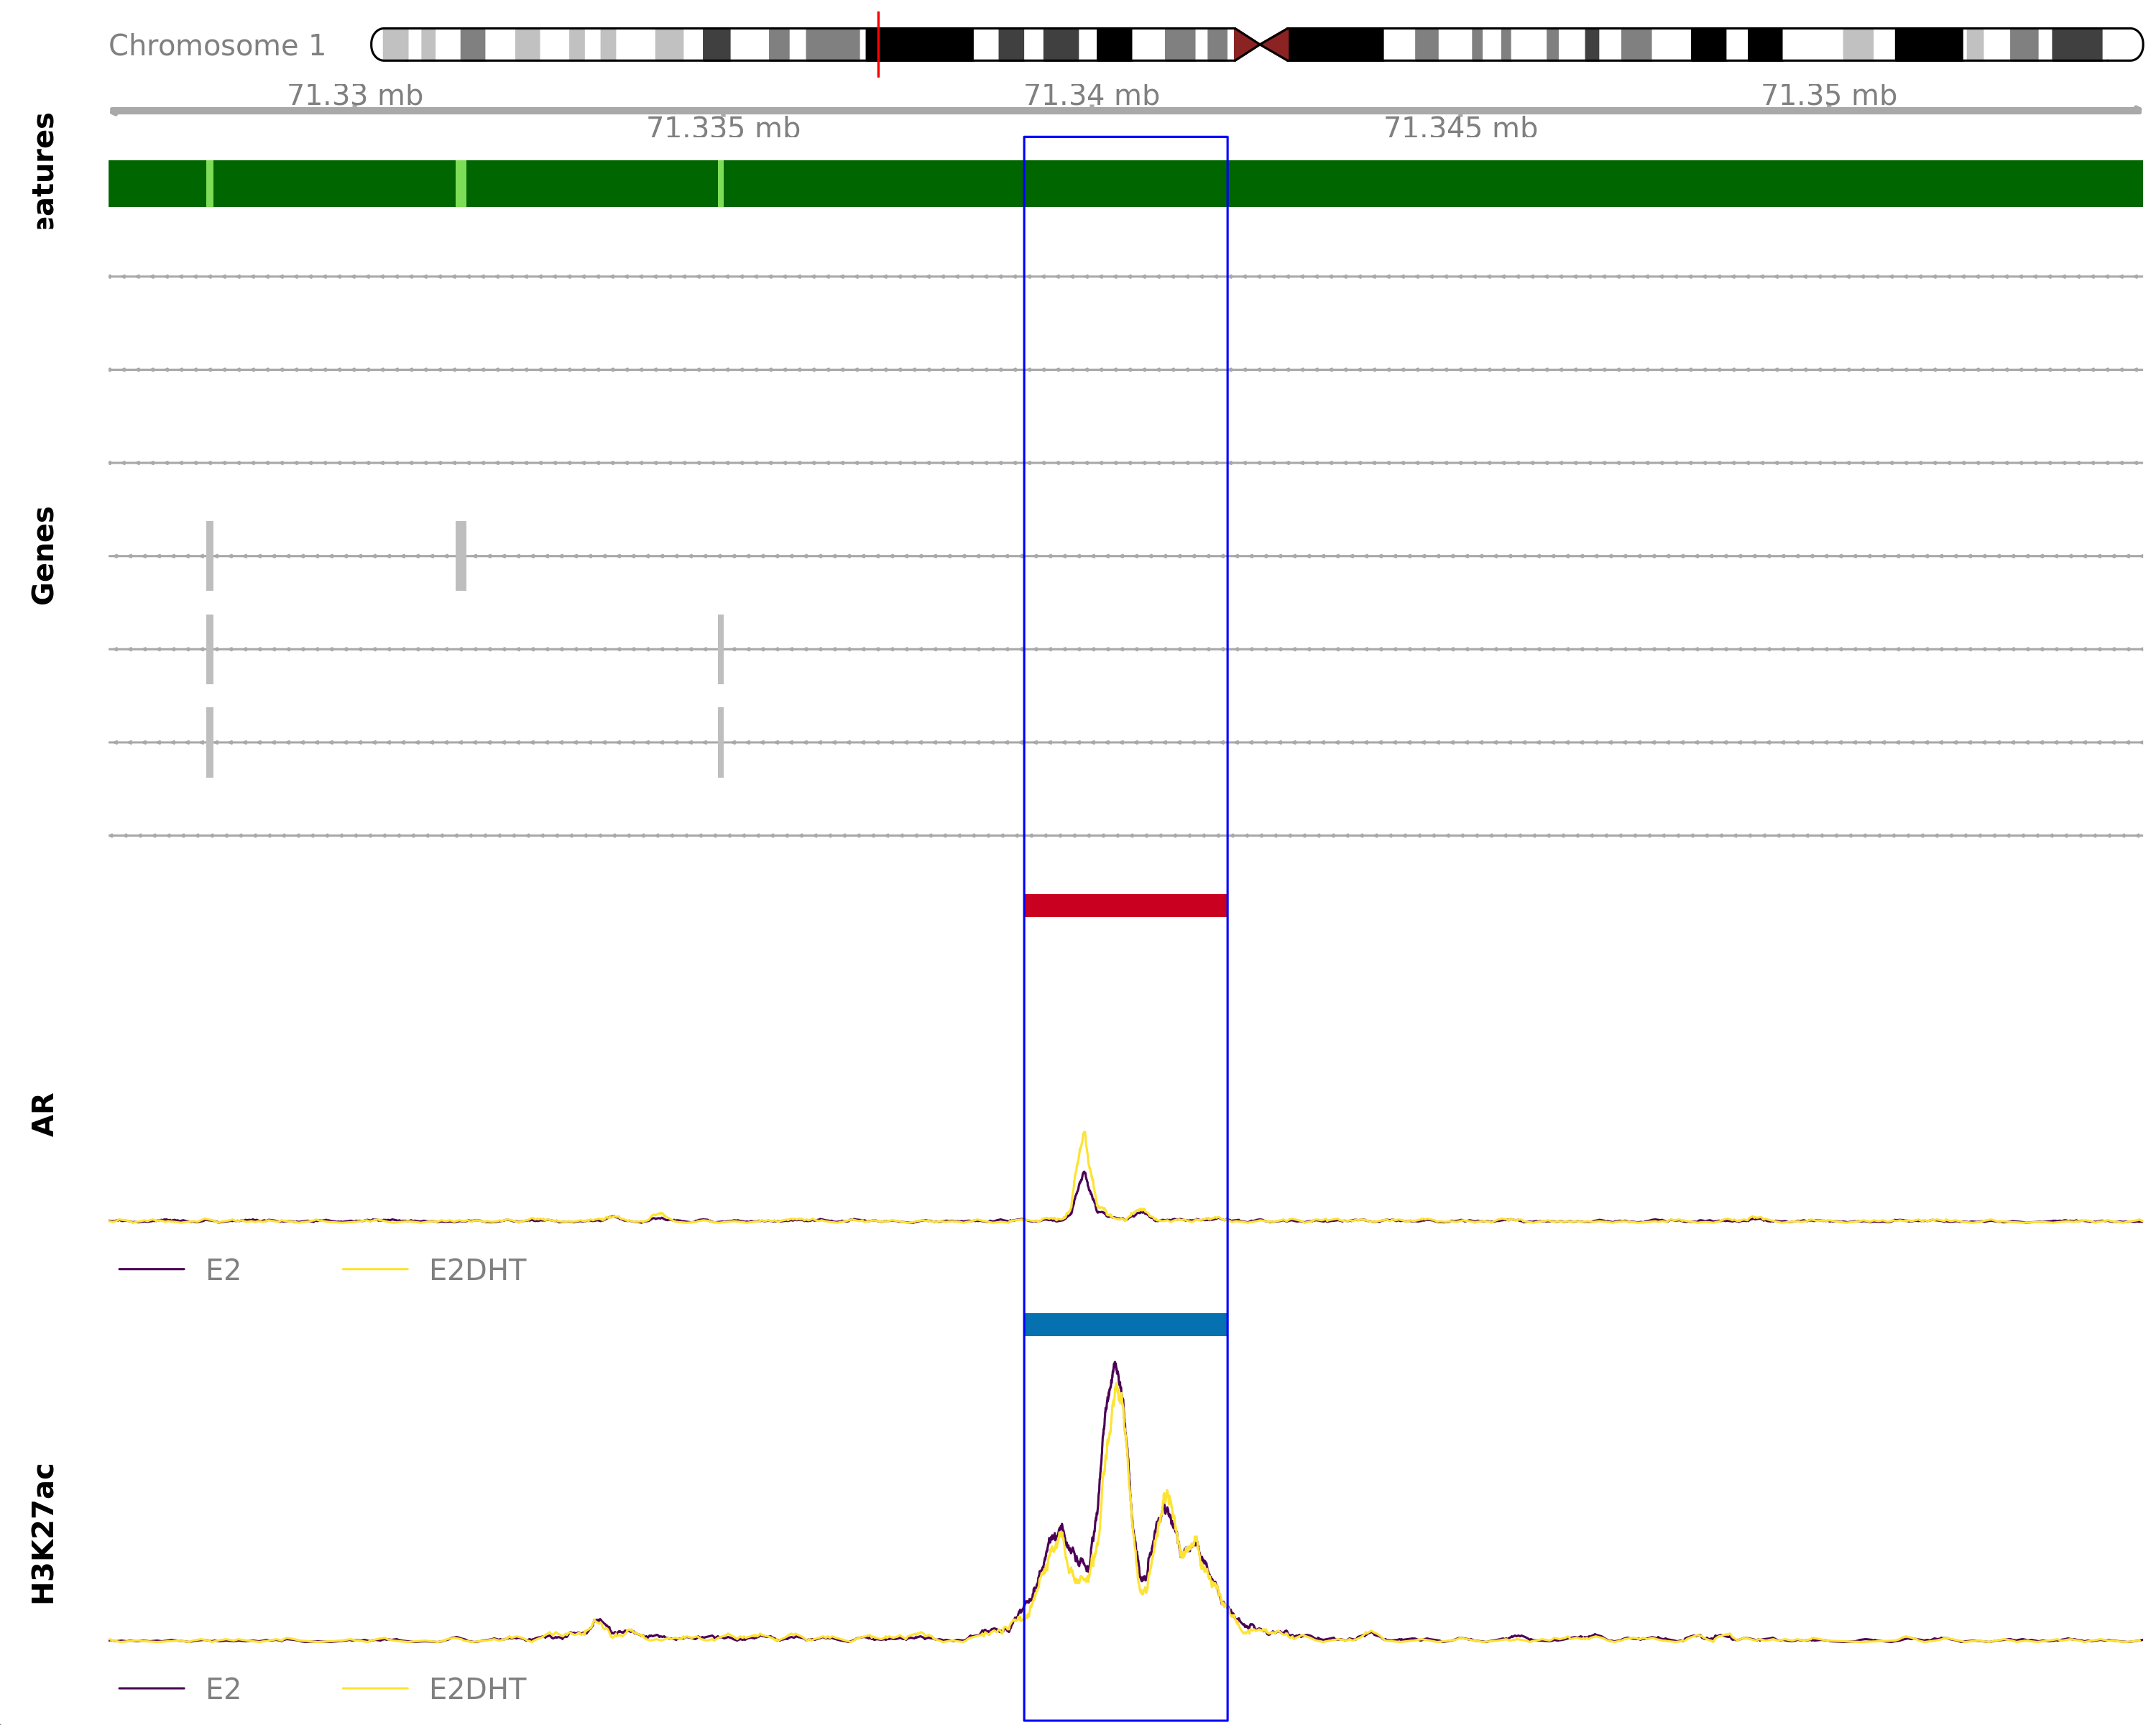 Chromosome 1
71.33 mb 71.34 mb 71.35 mb
71.335 mb 71.345 mb
eatures
Genes
AR
E2 E2DHT
H3K27ac
E2 E2DHT